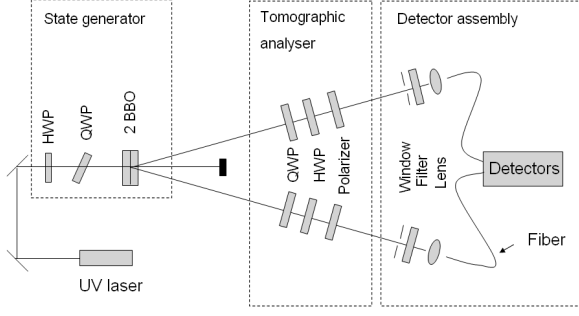 State generator
Tomographic
analyser
Detector assembly
HWP
QWP
2 BBO
QWP
HWP
Polarizer
Window
Filter
Lens
Detectors
Fiber
UV laser